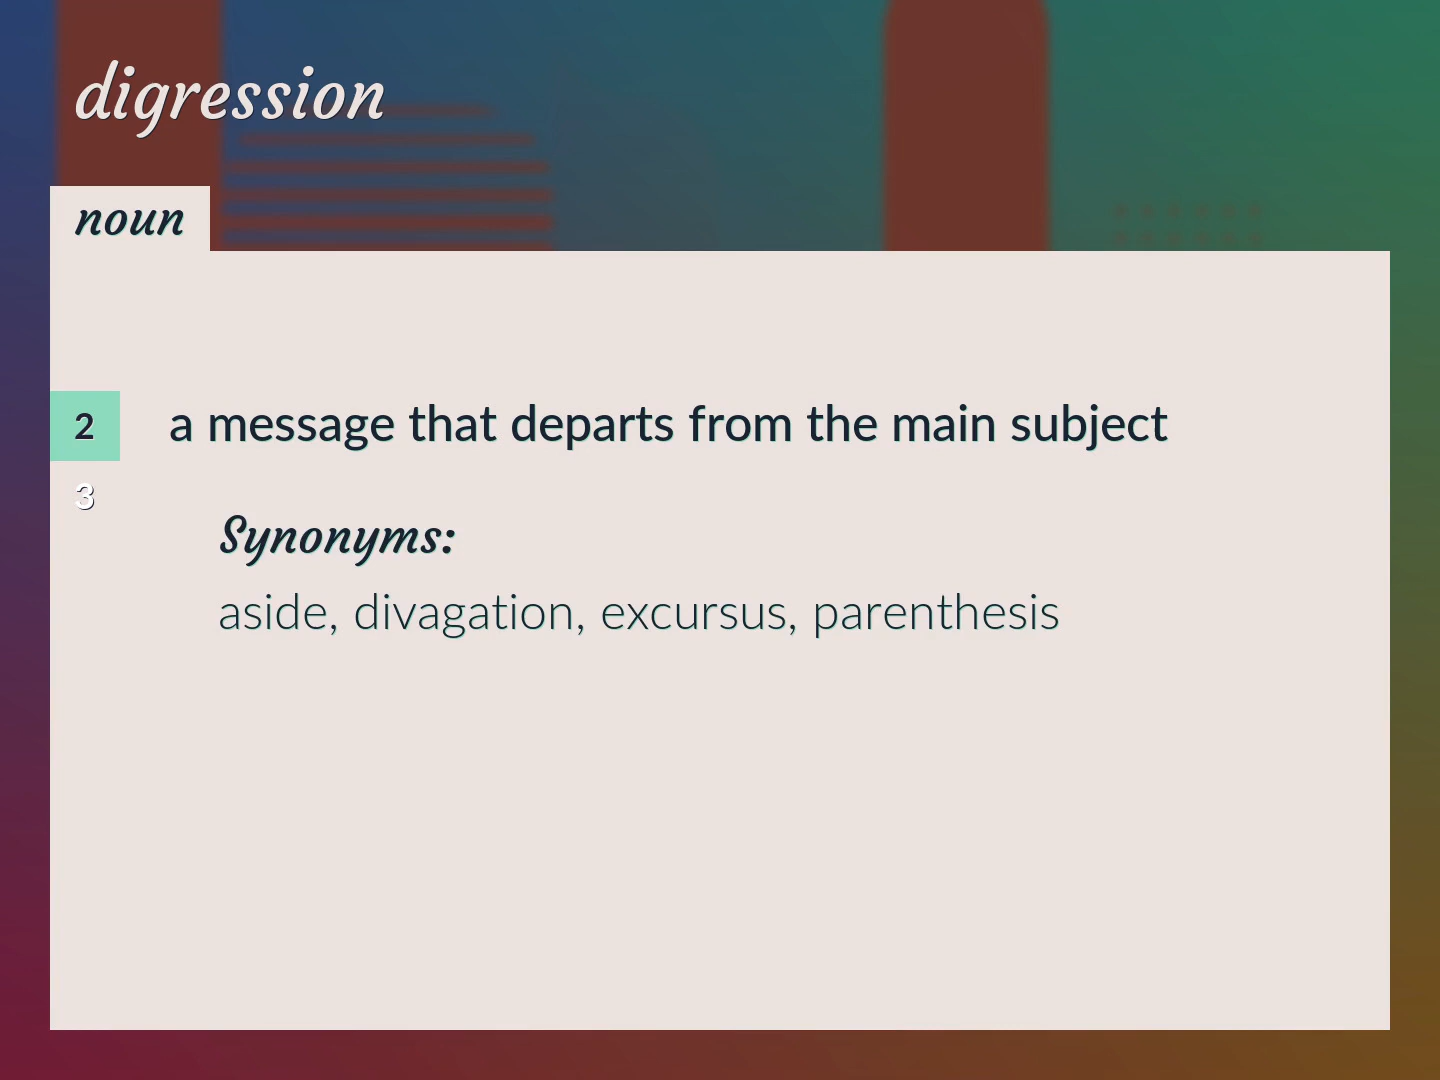 digression
noun
2 a message that departs from the main subject
3
Synonyms:
aside, divagation, excursus, parenthesis